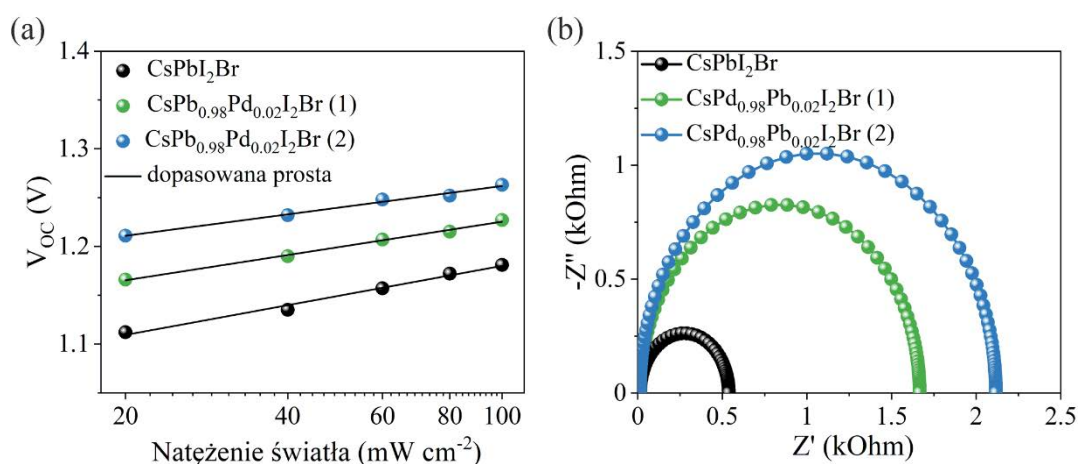 (a)
1.4
1.3
1.2
1.1
V_OC (V)
CsPbI₂Br
CsPb₀.₉₈Pd₀.₀₂I₂Br (1)
CsPb₀.₉₈Pd₀.₀₂I₂Br (2)
dopasowana prosta
20
40
60
80
100
Natężenie światła (mW cm⁻²)
(b)
1.5
1
0.5
0
-Z" (kOhm)
CsPbI₂Br
CsPd₀.₉₈Pb₀.₀₂I₂Br (1)
CsPd₀.₉₈Pb₀.₀₂I₂Br (2)
0
0.5
1
1.5
2
2.5
Z' (kOhm)